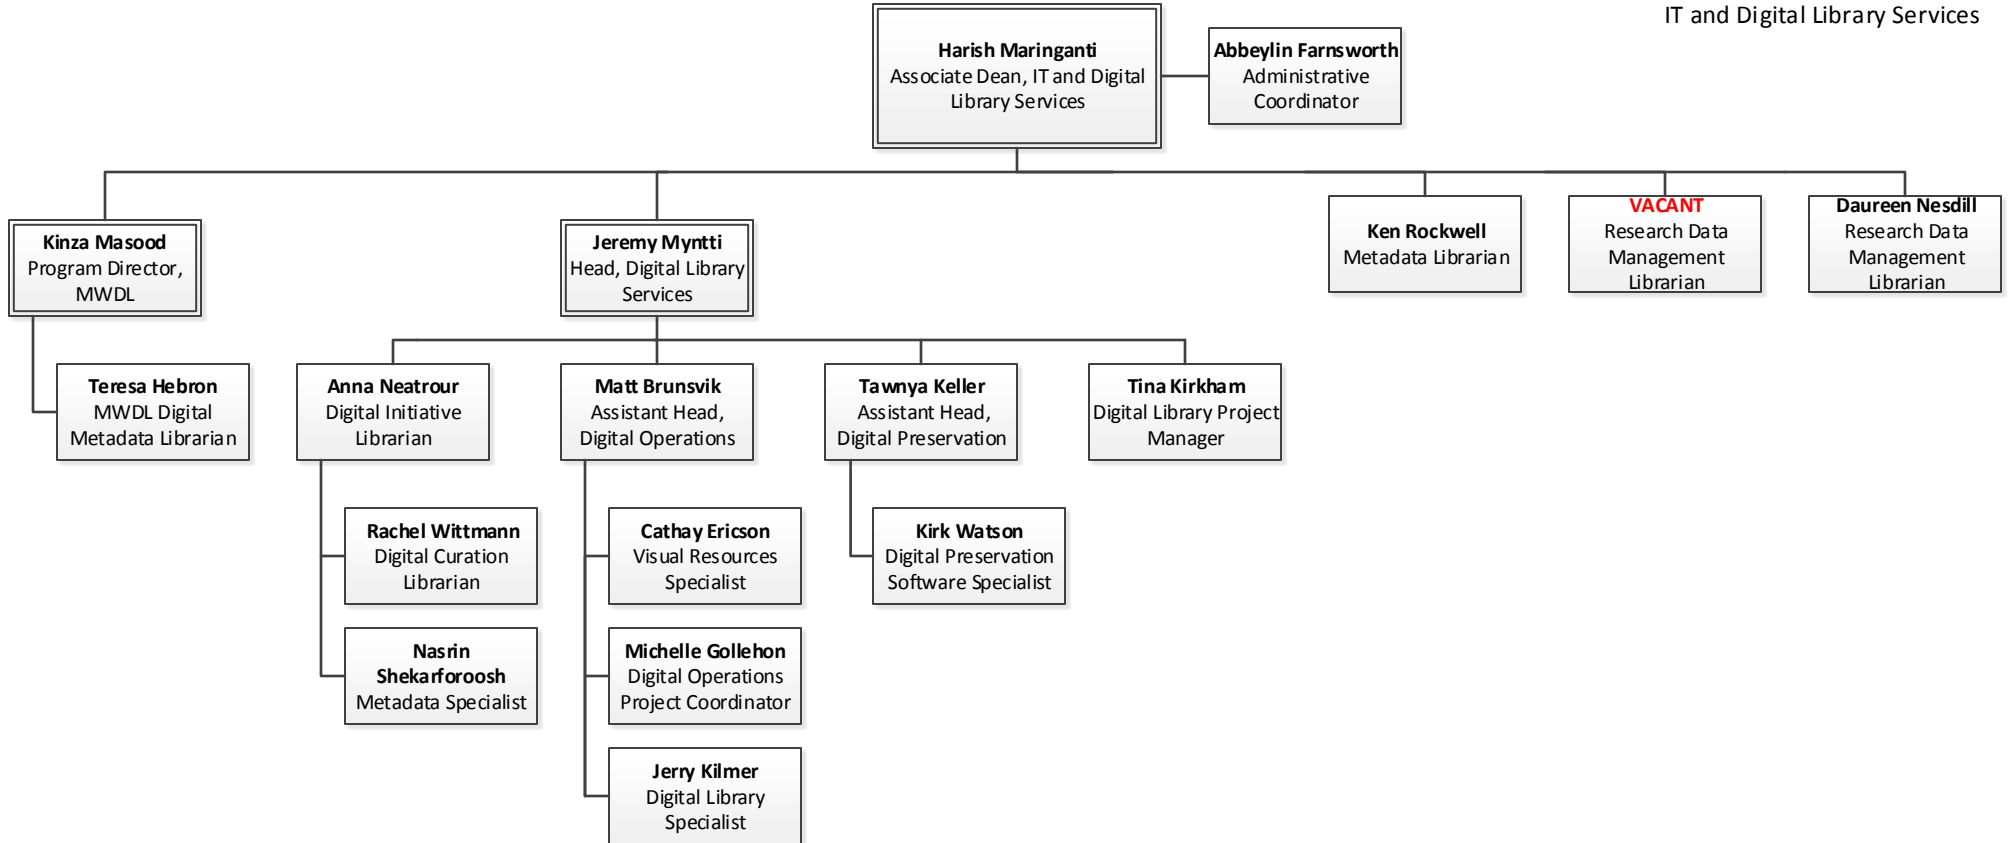 IT and Digital Library Services
Harish Maringanti
Associate Dean, IT and Digital
Library Services
Abbeylin Farnsworth
Administrative
Coordinator
Kinza Masood
Program Director,
MWDL
Jeremy Myntti
Head, Digital Library
Services
Ken Rockwell
Metadata Librarian
VACANT
Research Data
Management
Librarian
Daureen Nesdill
Research Data
Management
Librarian
Teresa Hebron
MWDL Digital
Metadata Librarian
Anna Neatrour
Digital Initiative
Librarian
Matt Brunsvik
Assistant Head,
Digital Operations
Tawnya Keller
Assistant Head,
Digital Preservation
Tina Kirkham
Digital Library Project
Manager
Rachel Wittmann
Digital Curation
Librarian
Cathay Ericson
Visual Resources
Specialist
Kirk Watson
Digital Preservation
Software Specialist
Nasrin
Shekarforoosh
Metadata Specialist
Michelle Gollehon
Digital Operations
Project Coordinator
Jerry Kilmer
Digital Library
Specialist